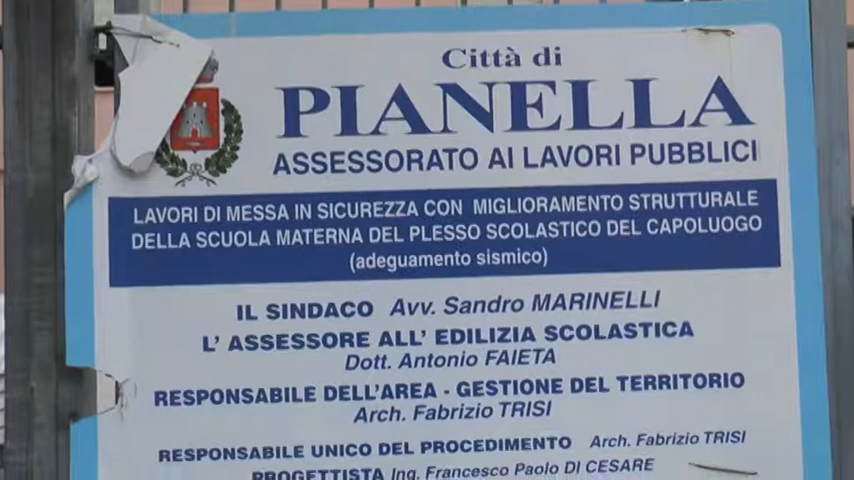 Città di
PIANELLA
ASSESSORATO AI LAVORI PUBBLICI
LAVORI DI MESSA IN SICUREZZA CON MIGLIORAMENTO STRUTTURALE
DELLA SCUOLA MATERNA DEL PLESSO SCOLASTICO DEL CAPOLUOGO
(adeguamento sismico)
IL SINDACO Avv. Sandro MARINELLI
L' ASSESSORE ALL' EDILIZIA SCOLASTICA
Dott. Antonio FAIETA
RESPONSABILE DELL'AREA - GESTIONE DEL TERRITORIO
Arch. Fabrizio TRISI
RESPONSABILE UNICO DEL PROCEDIMENTO Arch. Fabrizio TRISI
PROGETTISTA Ing. Francesco Paolo DI CESARE